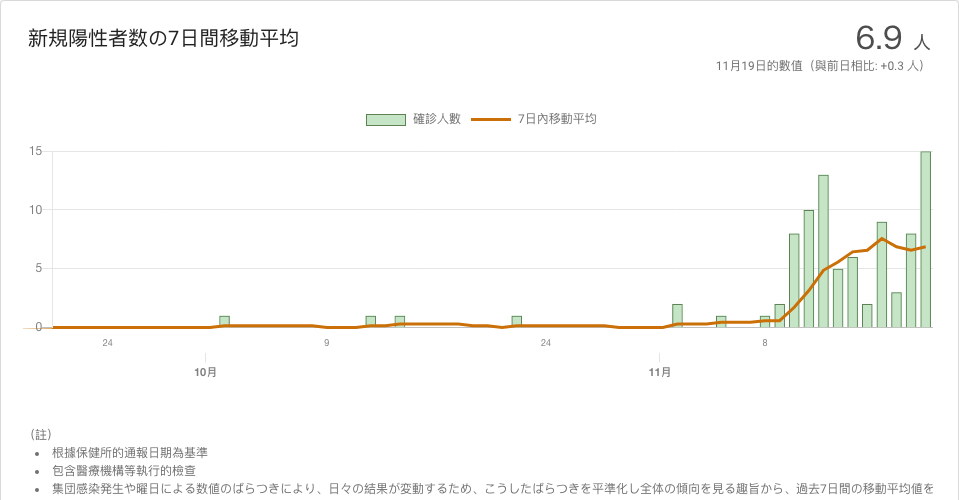 新規陽性者数の7日間移動平均
6.9 人
11月19日的數值（與前日相比: +0.3 人）
確診人數 7日內移動平均
15
10
5
0
24 9 24 8
10月 11月
（註）
根據保健所的通報日期為基準
包含醫療機構等執行的檢查
集団感染発生や曜日による数値のばらつきにより、日々の結果が変動するため、こうしたばらつきを平準化し全体の傾向を見る趣旨から、過去7日間の移動平均値を